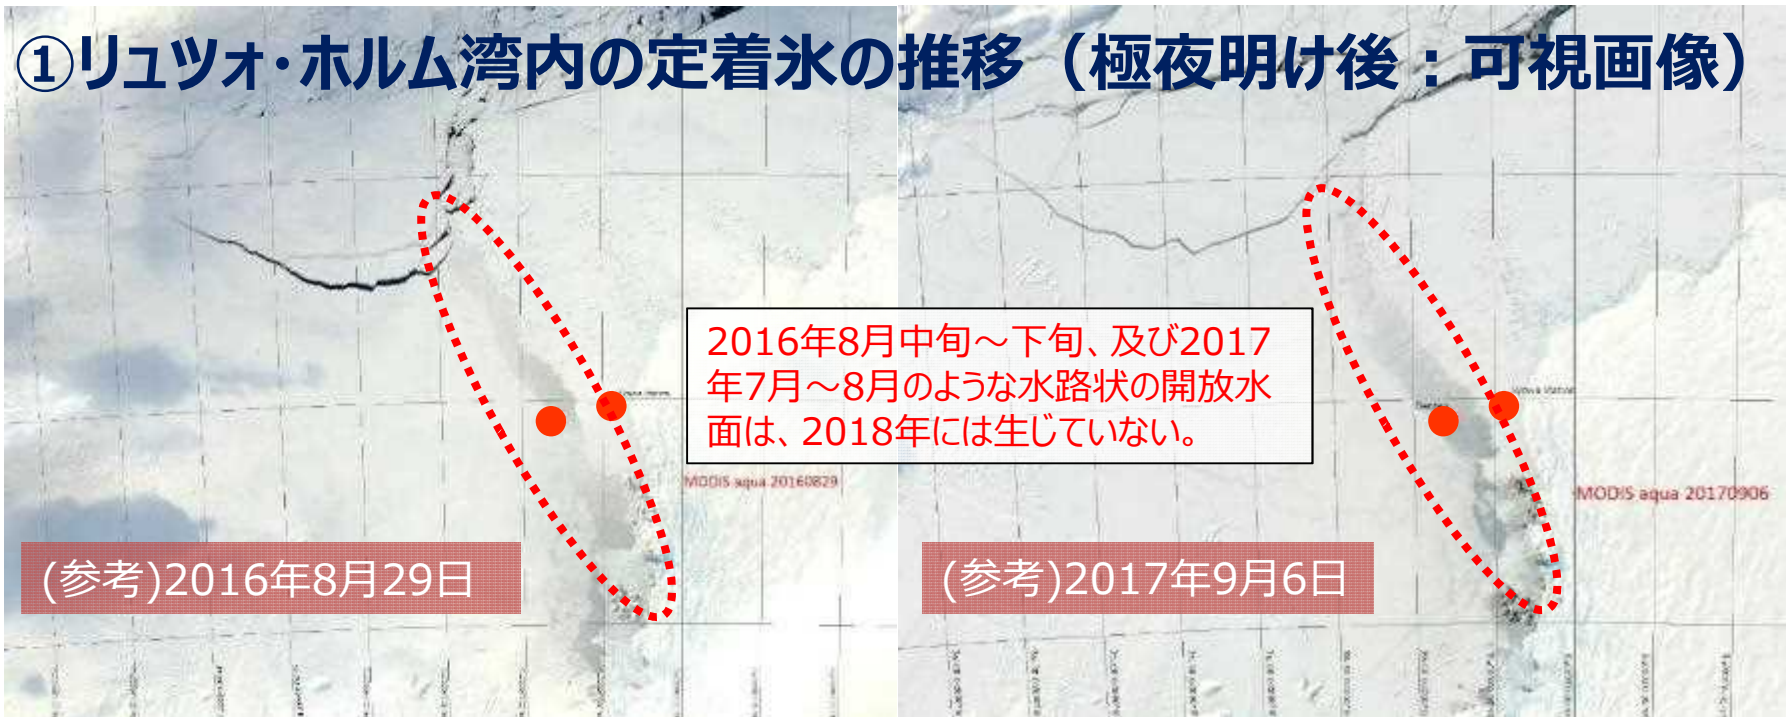 ①リュツォ・ホルム湾内の定着氷の推移（極夜明け後：可視画像）
2016年8月中旬～下旬、及び2017
年7月～8月のような水路状の開放水
面は、2018年には生じていない。
MODIS aqua 20160829
MODIS aqua 20170906
(参考)2016年8月29日
(参考)2017年9月6日